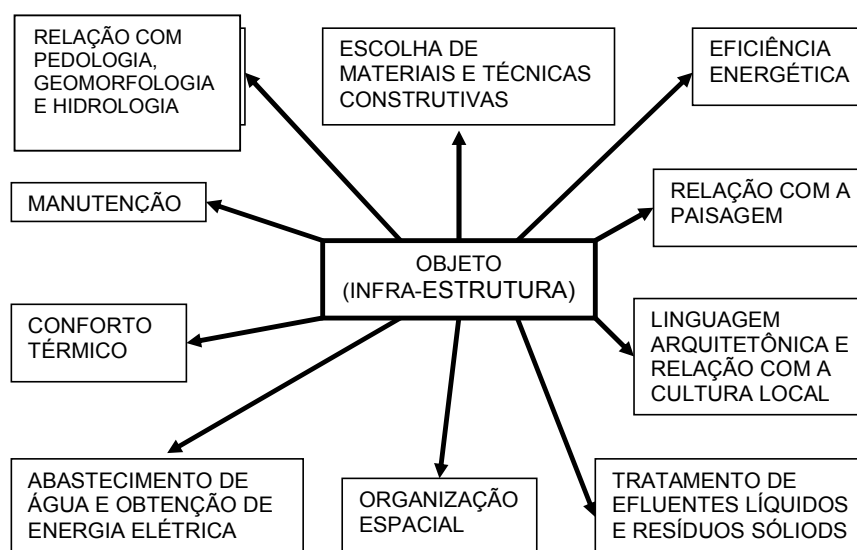 RELAÇÃO COM
PEDOLOGIA,
GEOMORFOLOGIA
E HIDROLOGIA
ESCOLHA DE
MATERIAIS E TÉCNICAS
CONSTRUTIVAS
EFICIÊNCIA
ENERGÉTICA
MANUTENÇÃO
RELAÇÃO COM A
PAISAGEM
OBJETO
(INFRA-ESTRUTURA)
CONFORTO
TÉRMICO
LINGUAGEM
ARQUITETÔNICA E
RELAÇÃO COM A
CULTURA LOCAL
ABASTECIMENTO DE
ÁGUA E OBTENÇÃO DE
ENERGIA ELÉTRICA
ORGANIZAÇÃO
ESPACIAL
TRATAMENTO DE
EFLUENTES LÍQUIDOS
E RESÍDUOS SÓLIODS